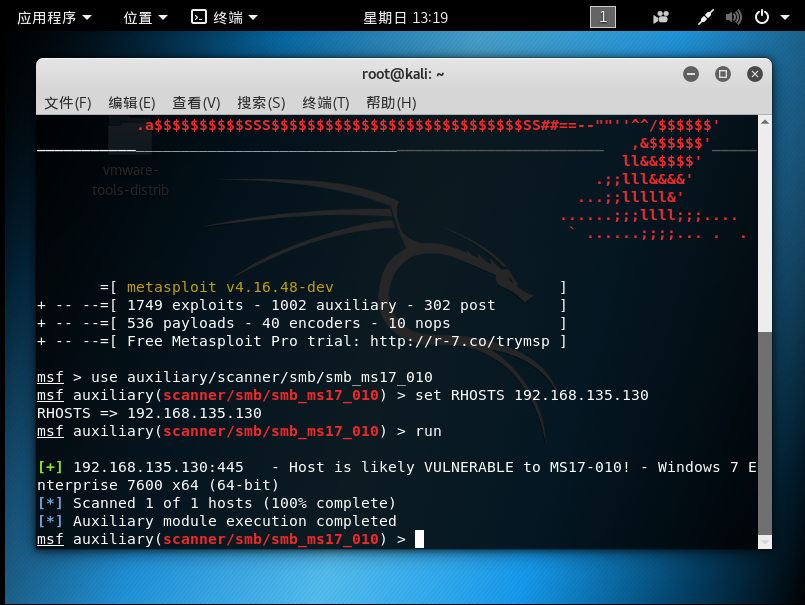 应用程序 位置 终端 星期日 13:19 1
root@kali: ~
文件(F) 编辑(E) 查看(V) 搜索(S) 终端(T) 帮助(H)
.a$$$$$$$$$$SSS$$$$$$$$$$$$$$$$$$$$$$$$$$$$SS##==--""''^^/$$$$$$'
,&$$$$$$'
ll&&$$$$'
.;;lll&&&&'
...;;lllll&'
......;;;llll;;;....
` ......;;;;... .  .
vmware-
tools-distrib
=[ metasploit v4.16.48-dev ]
+ -- --=[ 1749 exploits - 1002 auxiliary - 302 post ]
+ -- --=[ 536 payloads - 40 encoders - 10 nops ]
+ -- --=[ Free Metasploit Pro trial: http://r-7.co/trymsp ]
msf > use auxiliary/scanner/smb/smb_ms17_010
msf auxiliary(scanner/smb/smb_ms17_010) > set RHOSTS 192.168.135.130
RHOSTS => 192.168.135.130
msf auxiliary(scanner/smb/smb_ms17_010) > run
[+] 192.168.135.130:445   - Host is likely VULNERABLE to MS17-010! - Windows 7 E
nterprise 7600 x64 (64-bit)
[*] Scanned 1 of 1 hosts (100% complete)
[*] Auxiliary module execution completed
msf auxiliary(scanner/smb/smb_ms17_010) >